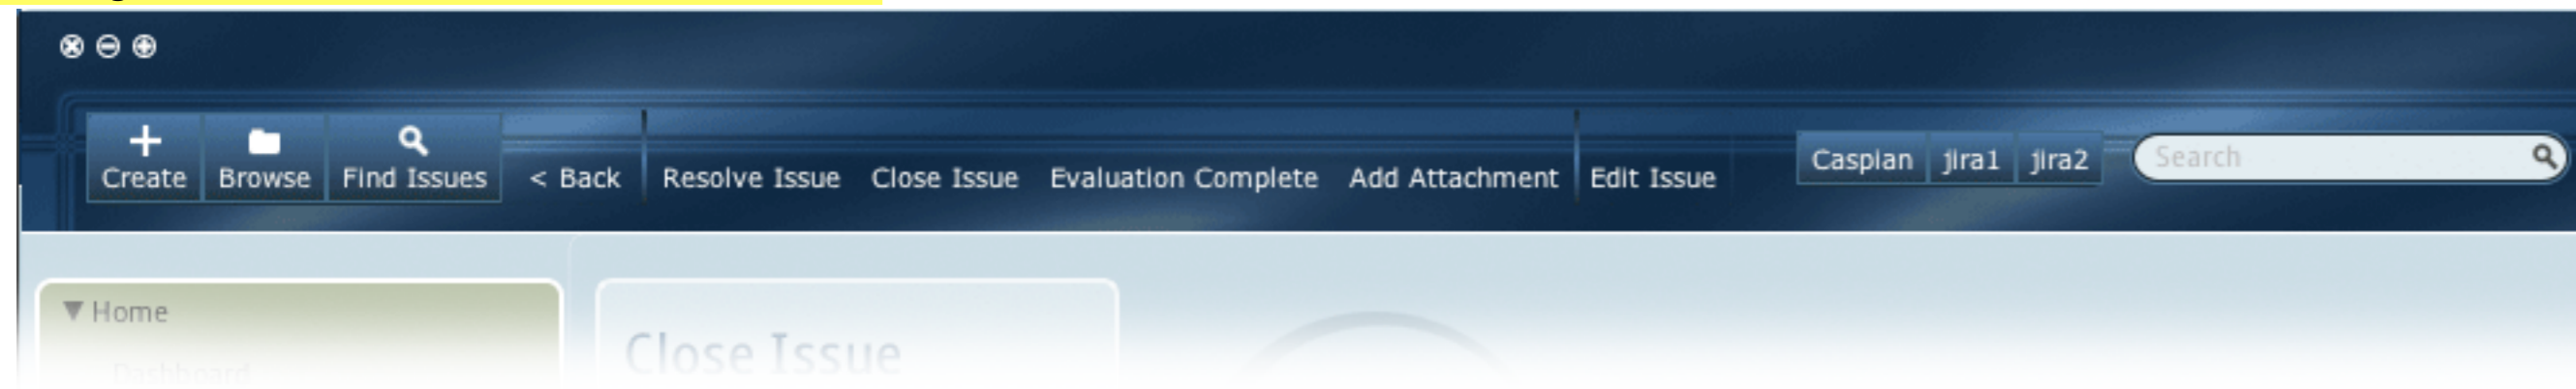 Create Browse Find Issues < Back Resolve Issue Close Issue Evaluation Complete Add Attachment Edit Issue Caspian jira1 jira2 Search
Home
Close Issue
Dashboard